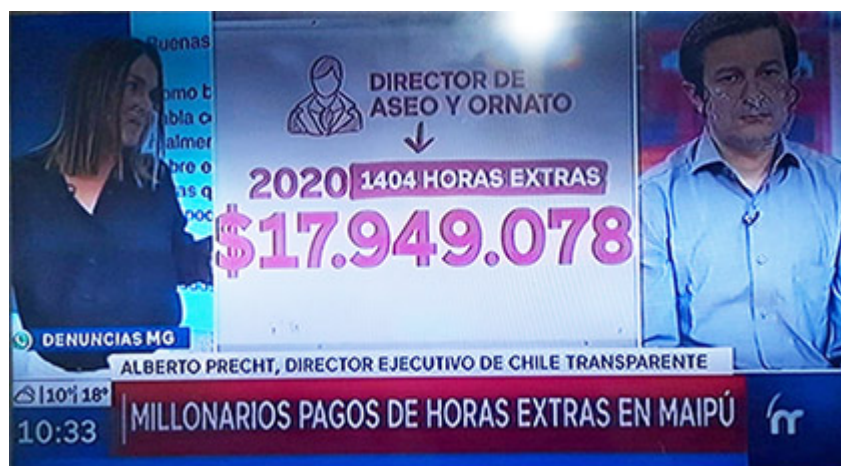 Buenas
DIRECTOR DE
ASEO Y ORNATO
2020 1404 HORAS EXTRAS
$17.949.078
DENUNCIAS MG
ALBERTO PRECHT, DIRECTOR EJECUTIVO DE CHILE TRANSPARENTE
10° 18°
10:33
MILLONARIOS PAGOS DE HORAS EXTRAS EN MAIPÚ